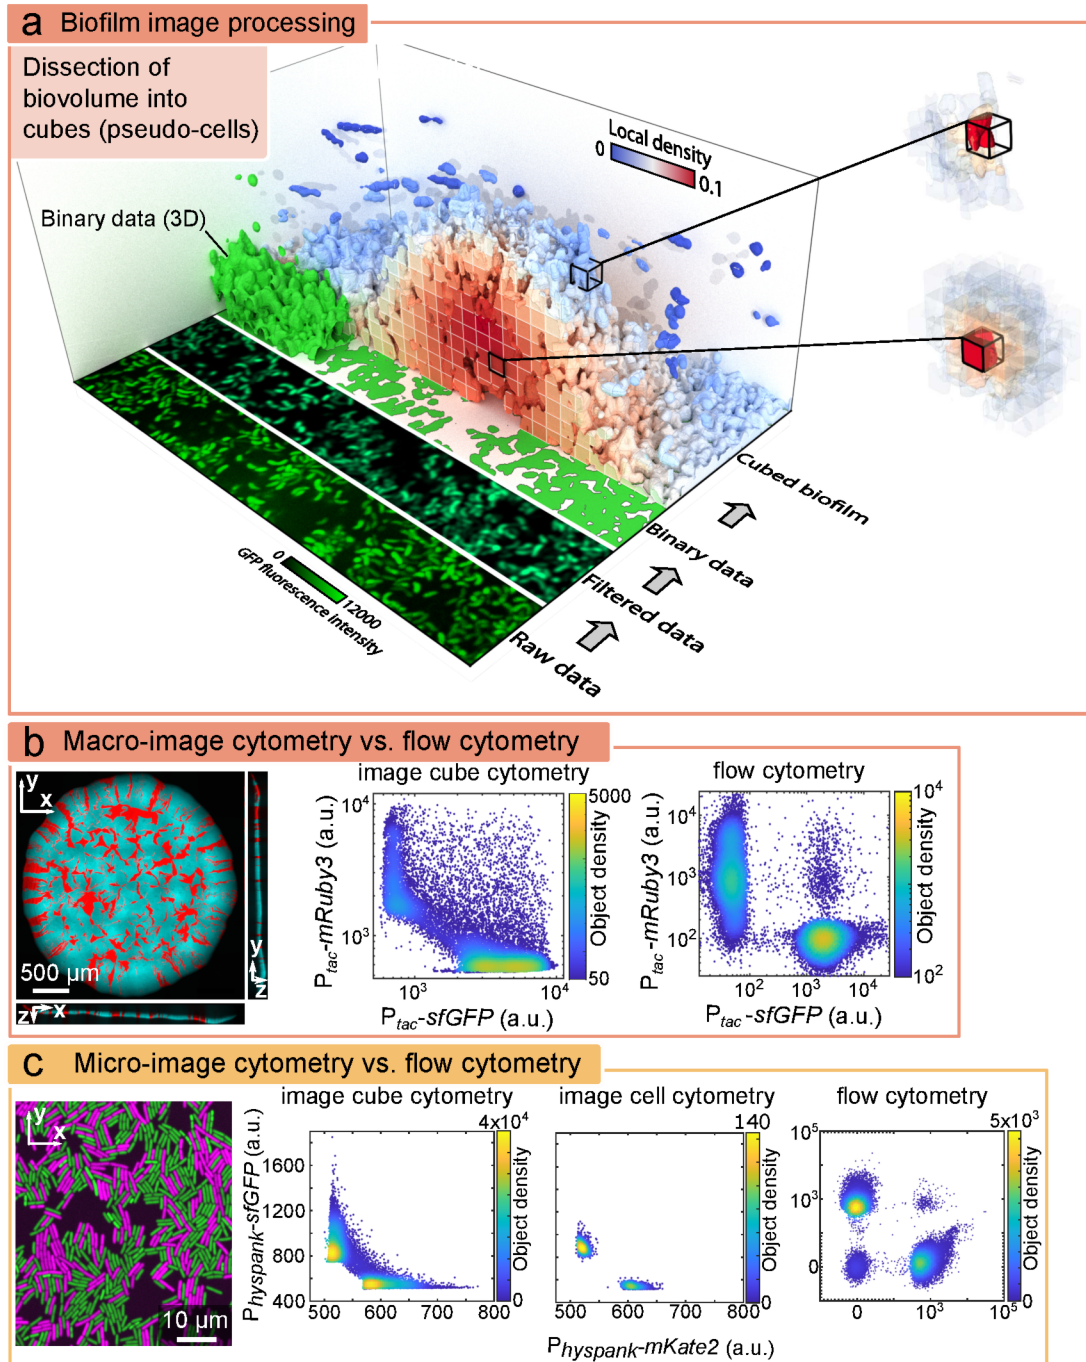 a Biofilm image processing
Dissection of
biovolume into
cubes (pseudo-cells)
Binary data (3D)
Local density
0
0.1
Cubed biofilm
Binary data
Filtered data
Raw data
0
12000
GFP fluorescence intensity
b Macro-image cytometry vs. flow cytometry
y
x
500 µm
y
z
z
x
image cube cytometry
P_tac-mRuby3 (a.u.)
10⁴
10³
10³
10⁴
P_tac-sfGFP (a.u.)
5000
Object density
50
flow cytometry
P_tac-mRuby3 (a.u.)
10⁴
10³
10²
10²
10³
10⁴
P_tac-sfGFP (a.u.)
10⁴
Object density
10²
c Micro-image cytometry vs. flow cytometry
y
x
10 µm
image cube cytometry
P_hyspank-sfGFP (a.u.)
1600
1200
800
400
500
600
700
800
4x10⁴
Object density
0
image cell cytometry
500
600
700
800
140
Object density
0
flow cytometry
10⁵
10³
0
0
10³
10⁵
5x10³
Object density
0
P_hyspank-mKate2 (a.u.)